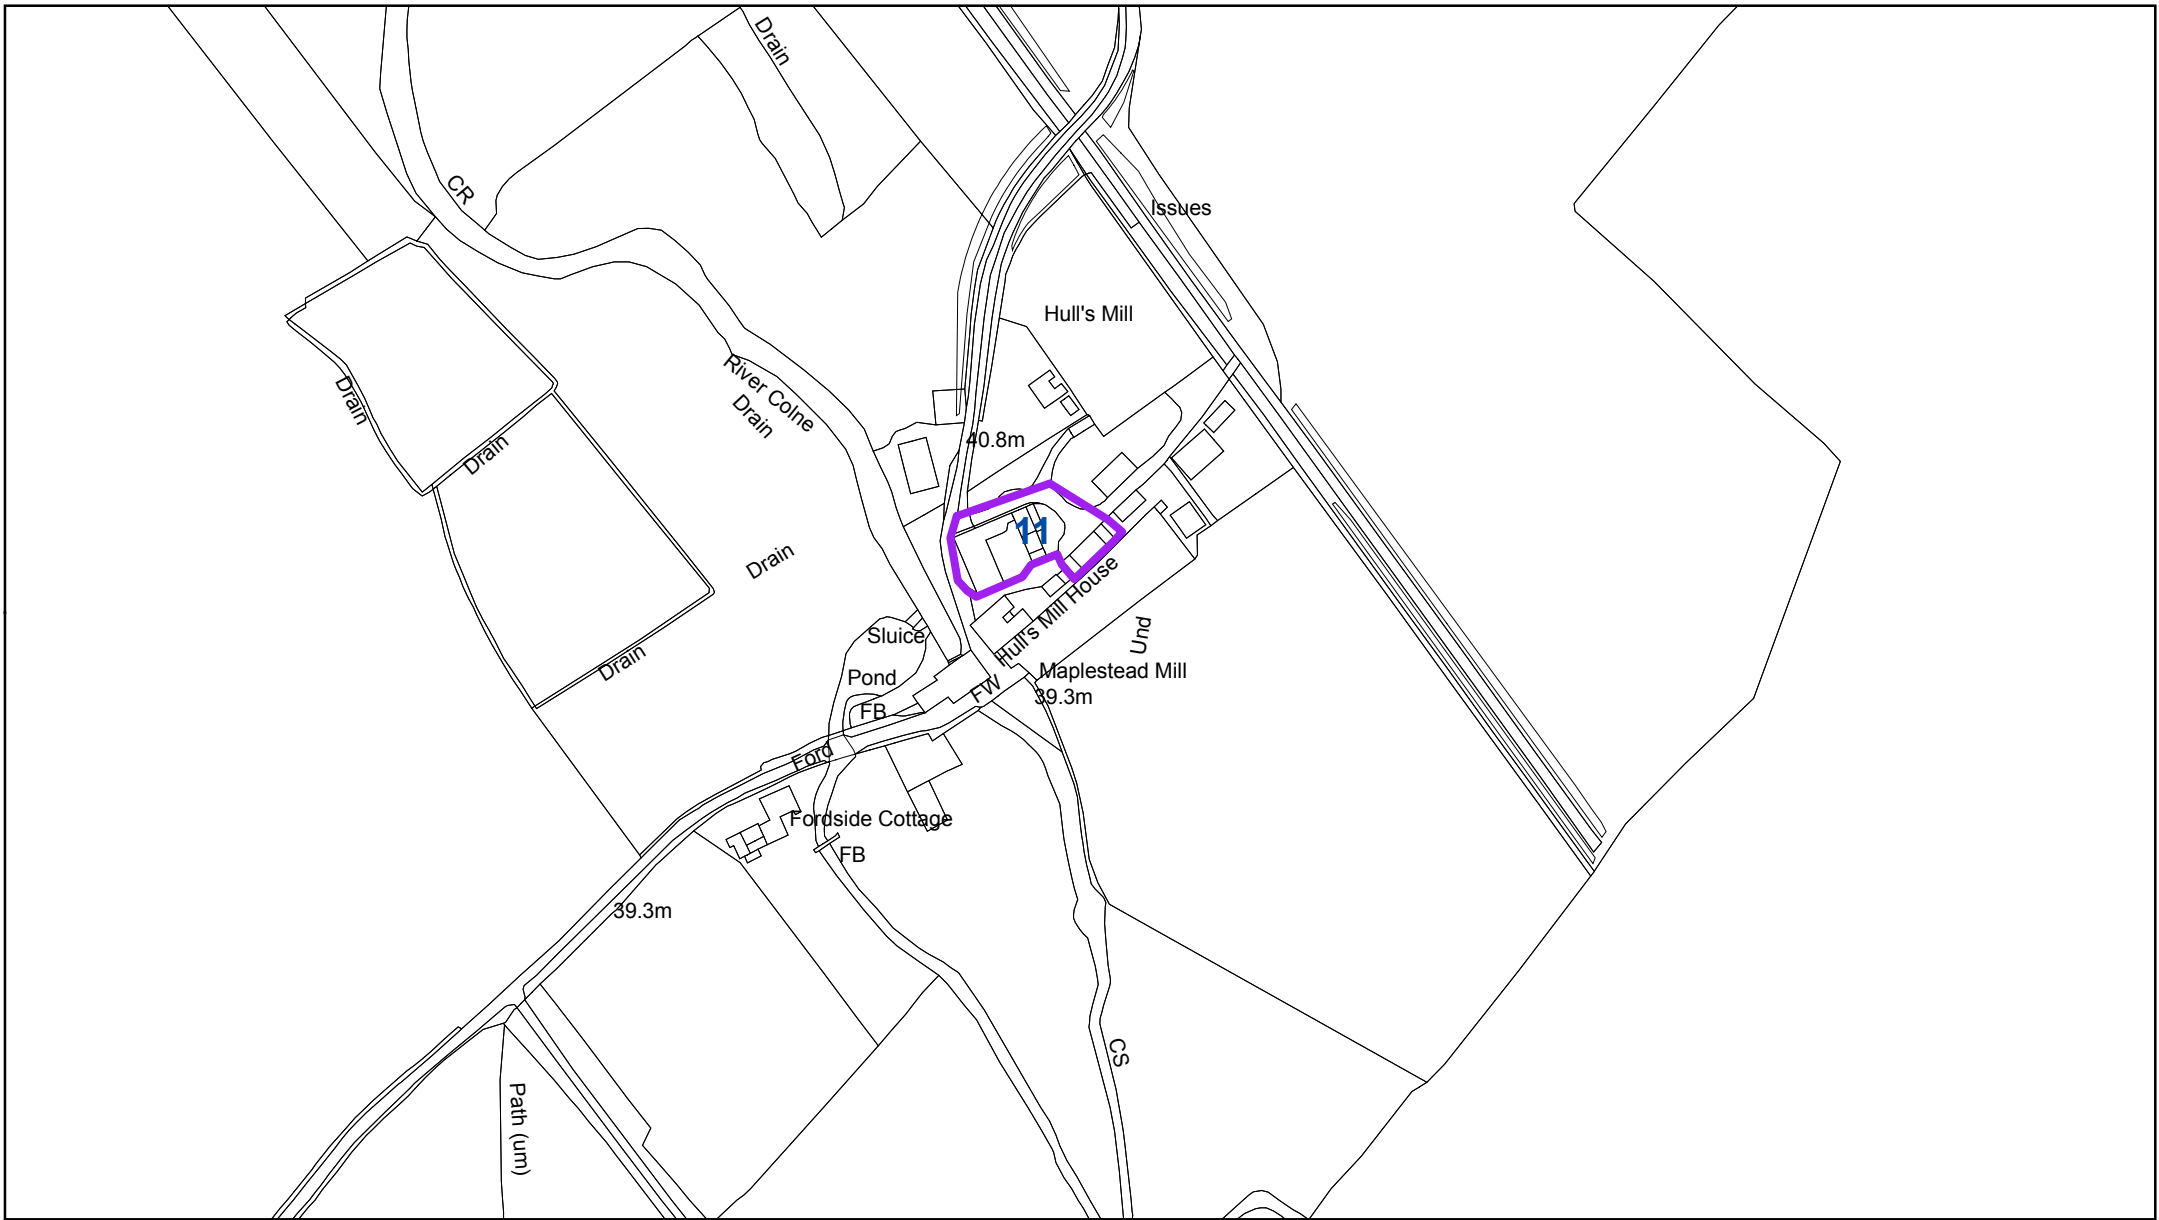 Drain
CR
Issues
Hull's Mill
River Colne
Drain
Drain
40.8m
Drain
11
Drain
Hull's Mill House
Und
Sluice
Drain
Maplestead Mill
Pond
FW
39.3m
FB
Ford
Fordside Cottage
FB
39.3m
CS
Path (um)